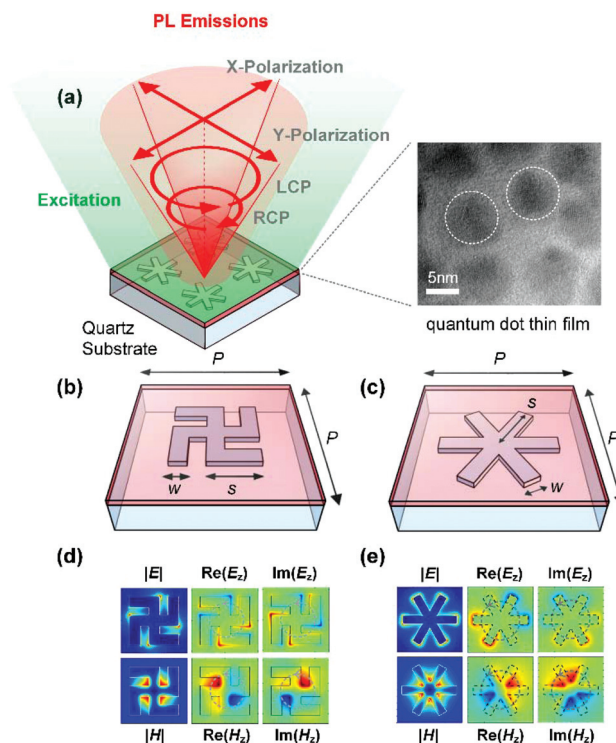 PL Emissions
X-Polarization
(a)
Y-Polarization
LCP
Excitation
RCP
5nm
Quartz
Substrate
quantum dot thin film
P
P
(b)
(c)
s
P
P
w
s
w
(d)
(e)
|E|
Re(Ez)
Im(Ez)
|E|
Re(Ez)
Im(Ez)
|H|
Re(Hz)
Im(Hz)
|H|
Re(Hz)
Im(Hz)